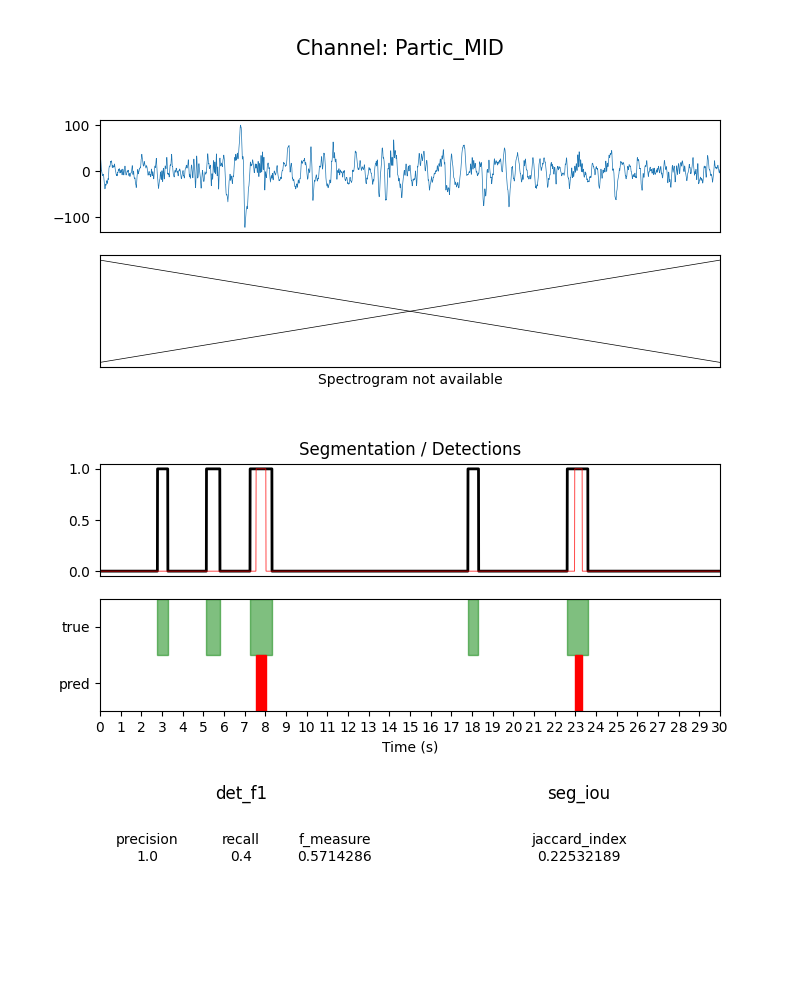 Channel: Partic_MID
100
0
−100
Spectrogram not available
Segmentation / Detections
1.0
0.5
0.0
true
pred
0 1 2 3 4 5 6 7 8 9 10 11 12 13 14 15 16 17 18 19 20 21 22 23 24 25 26 27 28 29 30
Time (s)
det_f1 seg_iou
precision recall f_measure jaccard_index
1.0 0.4 0.5714286 0.22532189